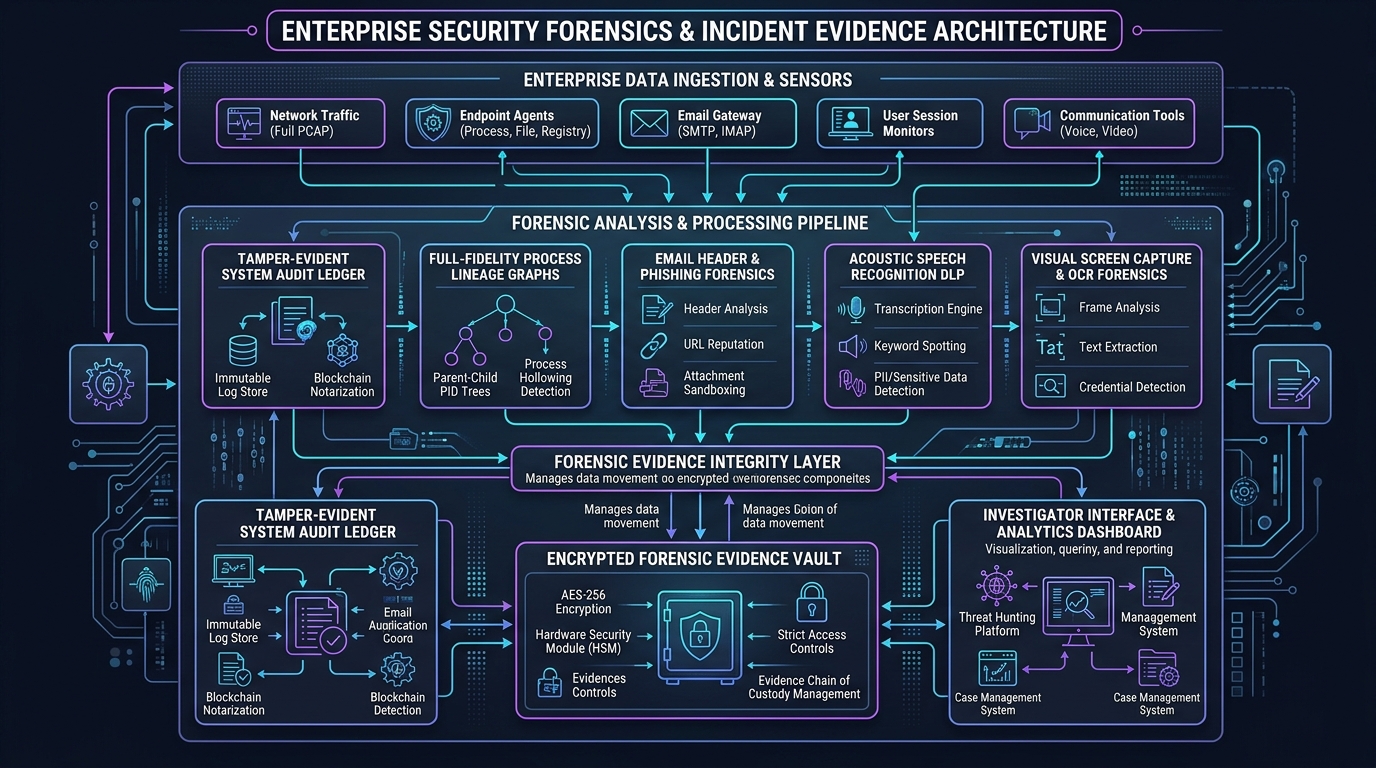 ENTERPRISE SECURITY FORENSICS & INCIDENT EVIDENCE ARCHITECTURE
ENTERPRISE DATA INGESTION & SENSORS
Network Traffic
(Full PCAP)
Endpoint Agents
(Process, File, Registry)
Email Gateway
(SMTP, IMAP)
User Session
Monitors
Communication Tools
(Voice, VIdeo)
FORENSIC ANALYSIS & PROCESSING PIPELINE
TAMPER-EVIDENT
SYSTEM AUDIT LEDGER
Immutable
Log Store
Blockchain
Notarization
FULL-FIDELITY PROCESS
LINEAGE GRAPHS
Parent-Child
PID Trees
Process
Hollowing
Detection
EMAIL HEADER &
PHISHING FORENSICS
Header Analysis
URL Reputation
Attachment
Sandboxing
ACOUSTIC SPEECH
RECOGNITION DLP
Transcription Engine
Keyword Spotting
PII/Sensitive Data
Detection
VISUAL SCREEN CAPTURE
& OCR FORENSICS
Frame Analysis
Tat
Text Extraction
Credential Detection
FORENSIC EVIDENCE INTEGRITY LAYER
Manages data movement oo encrypted componeites
Manages data
movement
Manages of
data movement
TAMPER-EVIDENT
SYSTEM AUDIT LEDGER
Immutable
Log Store
Email
Blockchain
Notarization
Blockchain
Detection
ENCRYPTED FORENSIC EVIDENCE VAULT
AES-256
Encryption
Hardware Security
Module (HSM)
Evidences
Controls
Strict Access
Controls
Evidence Chain of
Custody Management
INVESTIGATOR INTERFACE &
ANALYTICS DASHBOARD
Visualization, queriny, and reporting
Threat Hunting
Platform
Management
System
Case Management
System
Case Management
System